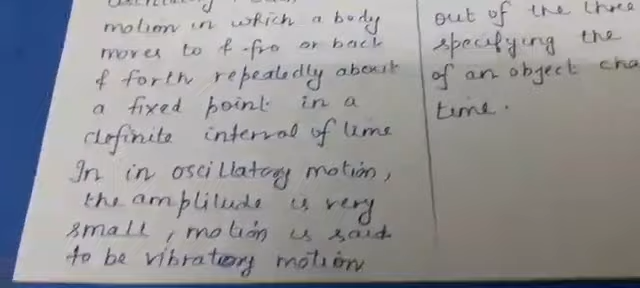 motion in which a body
moves to & fro or back
& forth repeatedly about
a fixed point in a
definite interval of time
In in oscillatory motion,
the amplitude is very
small, motion is said
to be vibratory motion
out of the three
specifying the
of an object cha
time.